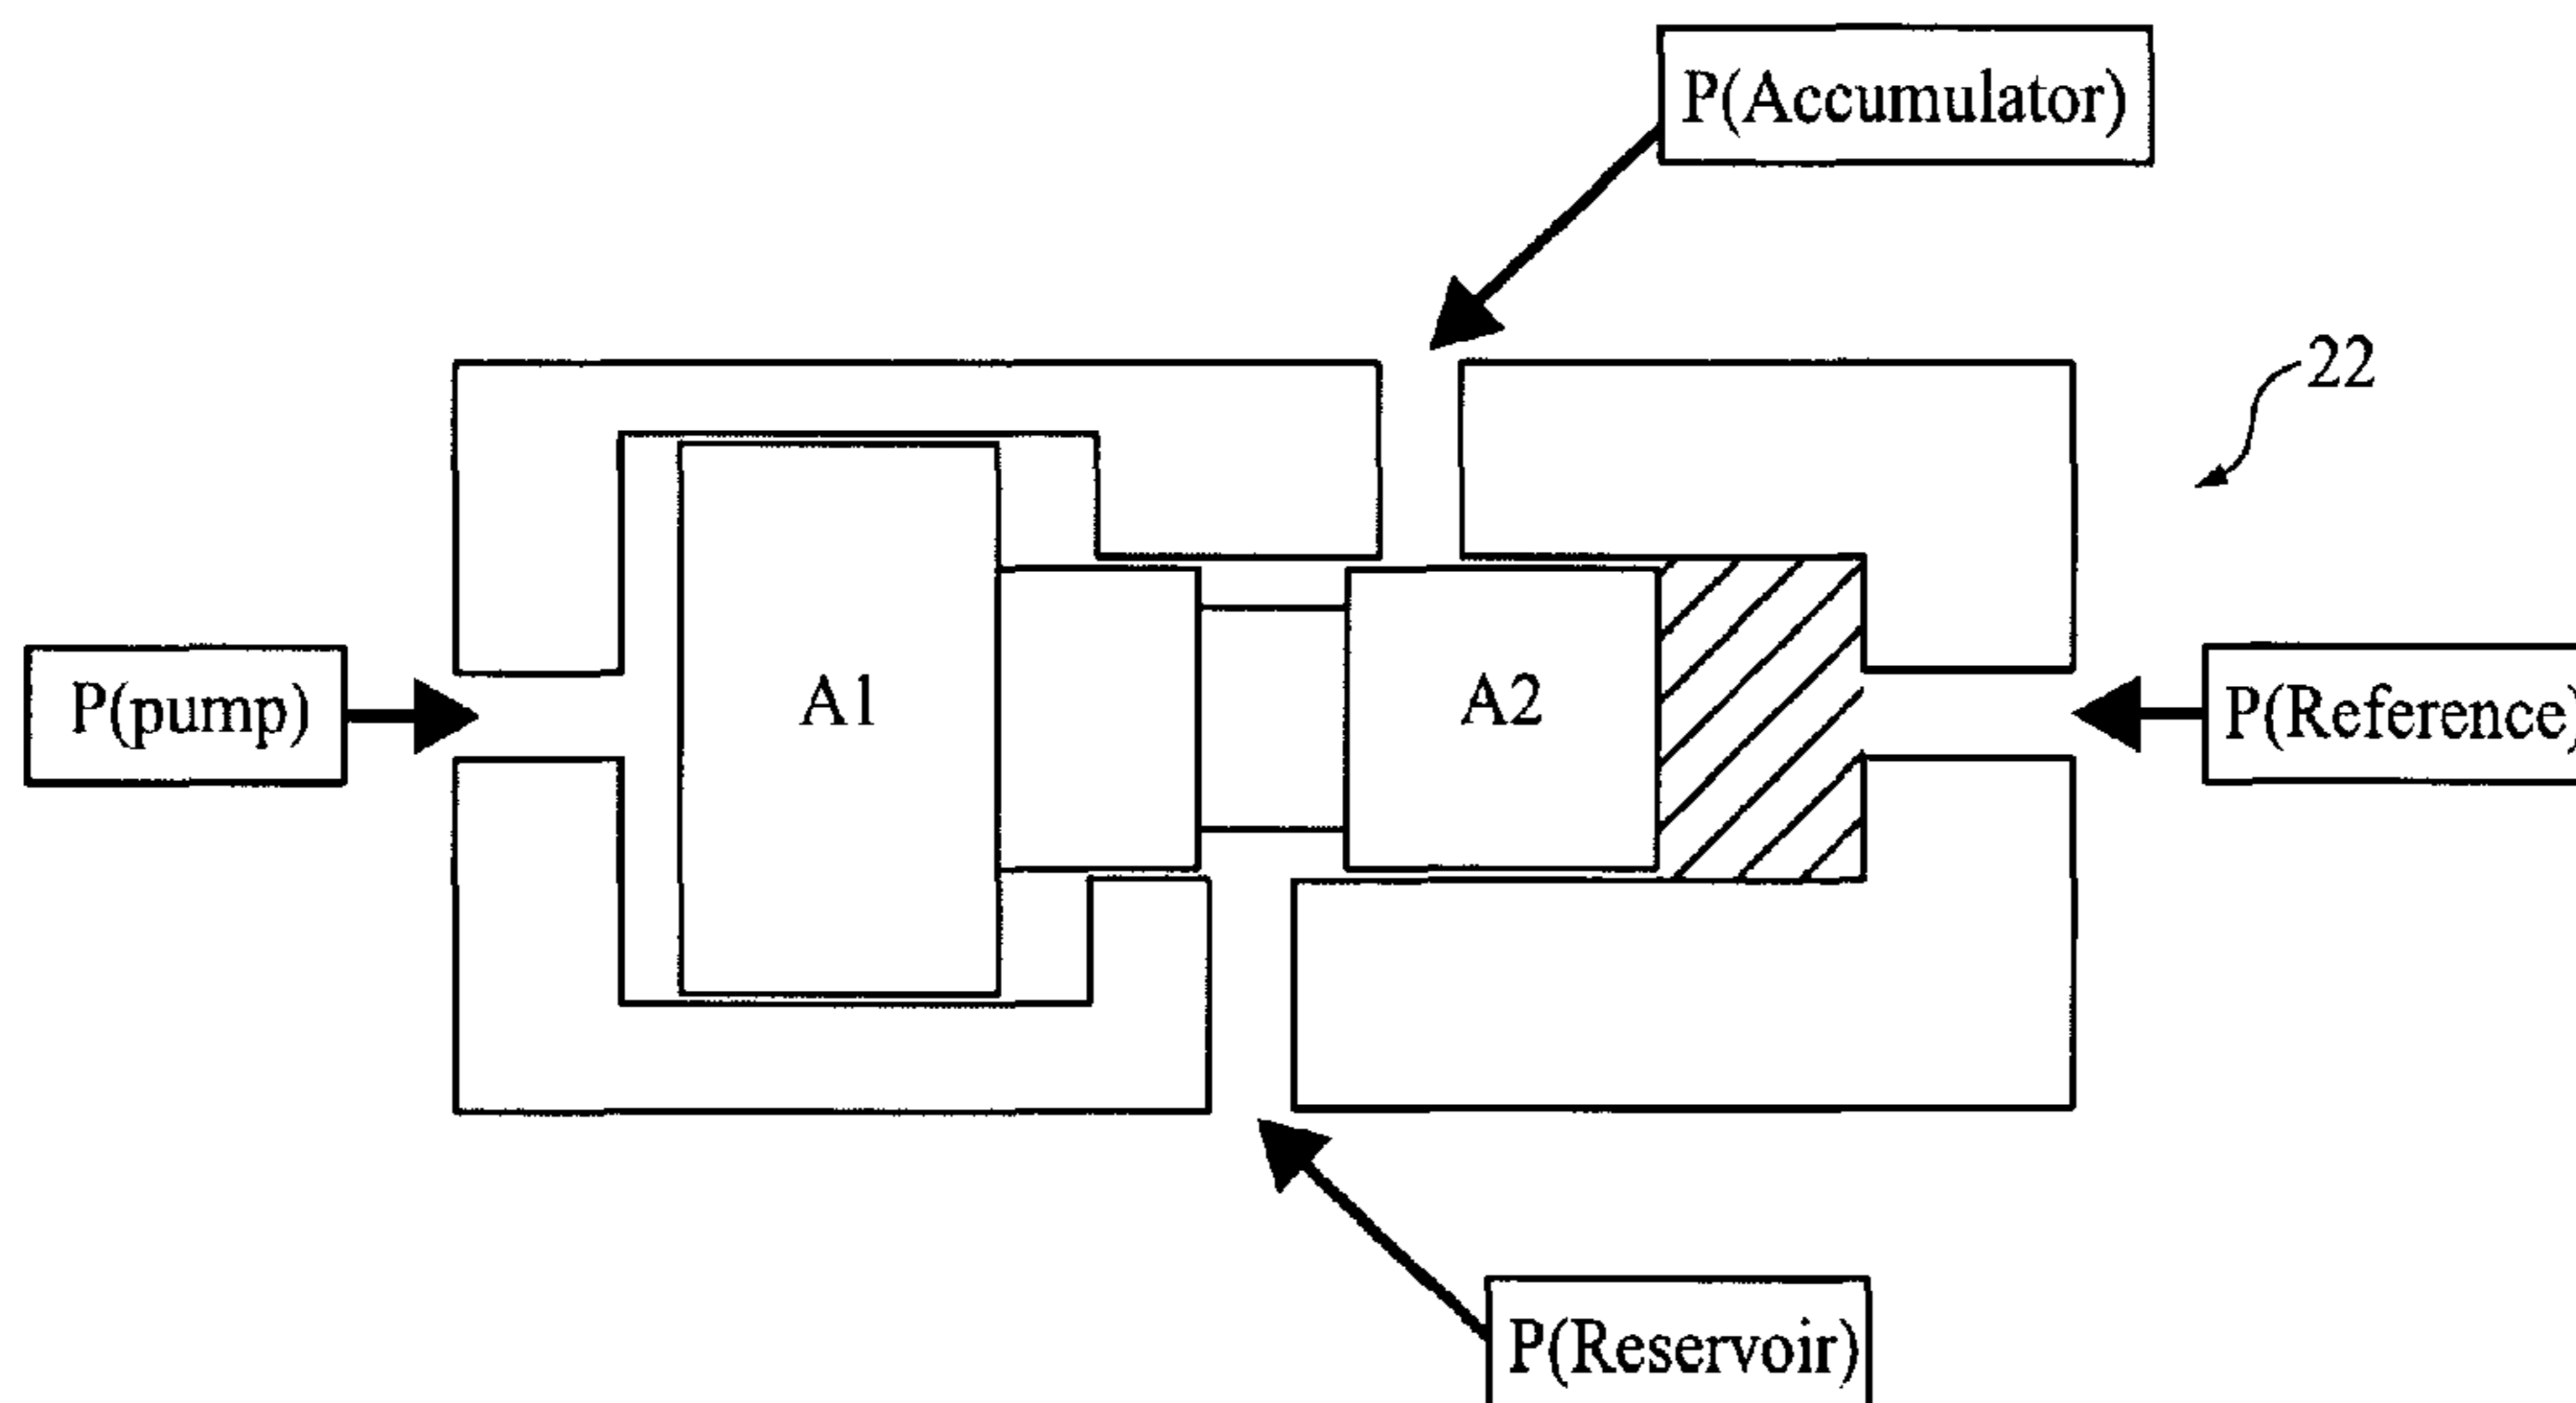 P(Accumulator)
22
P(pump)
A1
A2
P(Reference)
P(Reservoir)